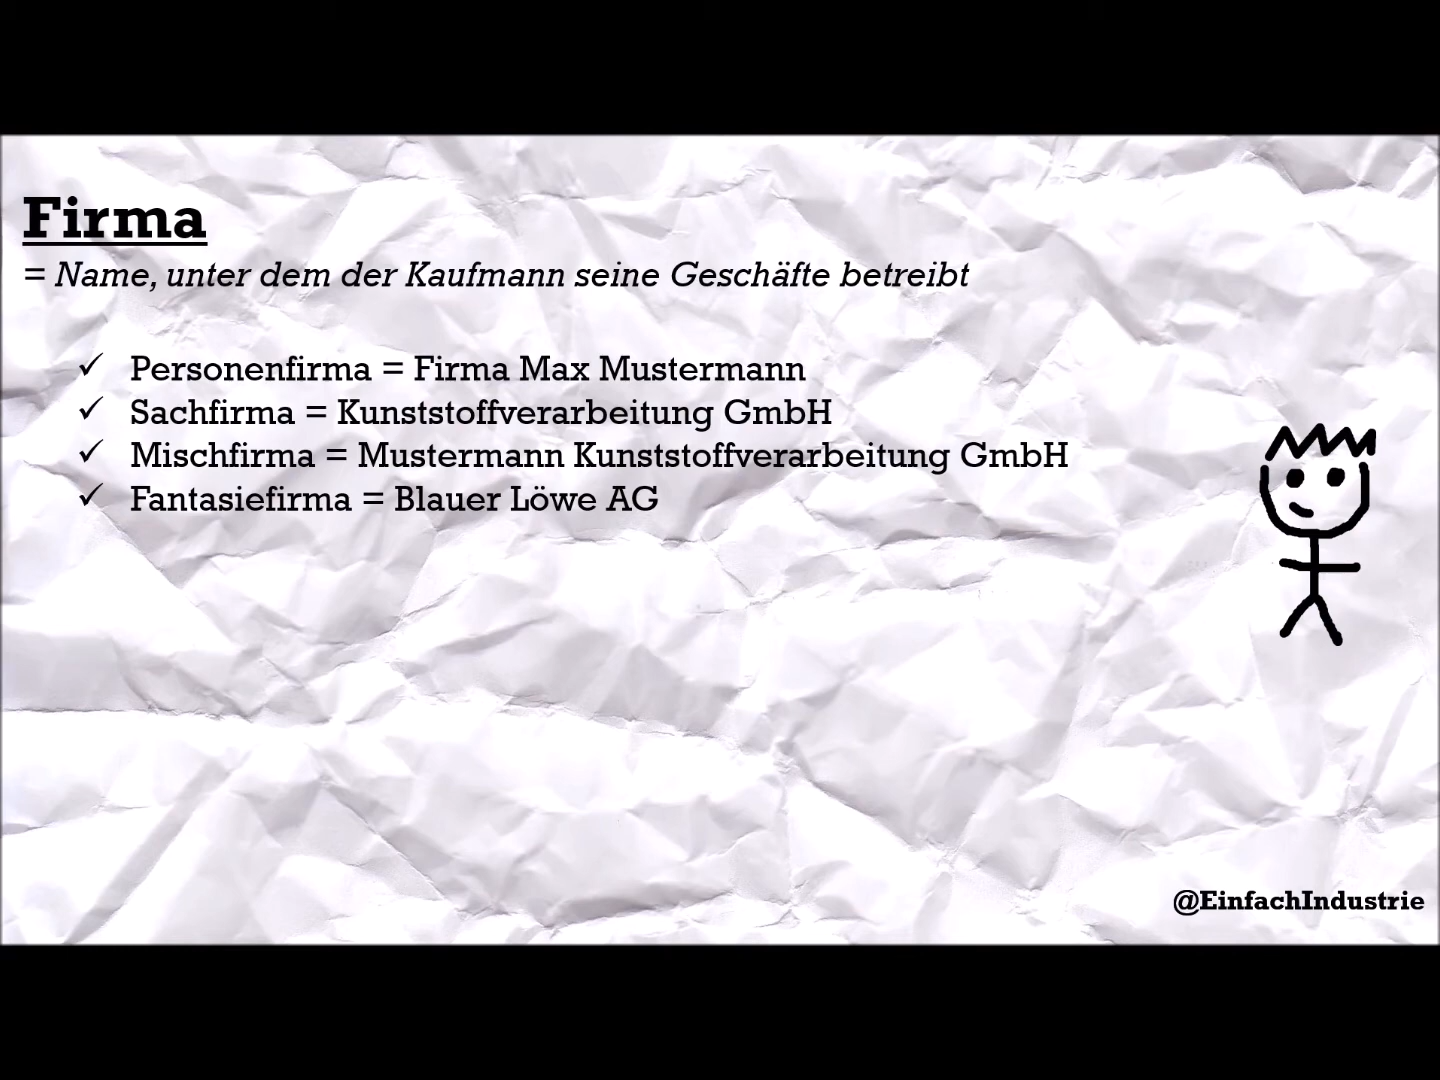 Firma
= Name, unter dem der Kaufmann seine Geschäfte betreibt
✓ Personenfirma = Firma Max Mustermann
✓ Sachfirma = Kunststoffverarbeitung GmbH
✓ Mischfirma = Mustermann Kunststoffverarbeitung GmbH
✓ Fantasiefirma = Blauer Löwe AG
@EinfachIndustrie